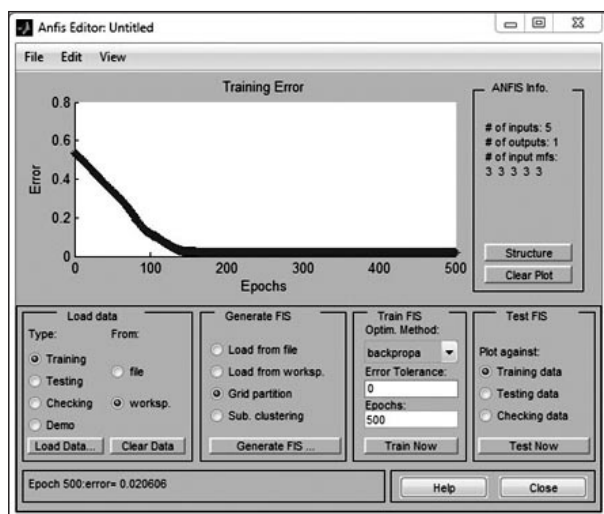 Anfis Editor: Untitled
File Edit View
Training Error
0.8
0.6
0.4
0.2
0
Error
0 100 200 300 400 500
Epochs
ANFIS Info.
# of inputs: 5
# of outputs: 1
# of input mfs:
3 3 3 3 3
Structure
Clear Plot
Load data
Type: From:
Training
Testing
Checking
Demo
file
worksp.
Load Data... Clear Data
Generate FIS
Load from file
Load from worksp.
Grid partition
Sub. clustering
Generate FIS ...
Train FIS
Optim. Method:
backpropa
Error Tolerance:
0
Epochs:
500
Train Now
Test FIS
Plot against:
Training data
Testing data
Checking data
Test Now
Epoch 500:error= 0.020606
Help Close